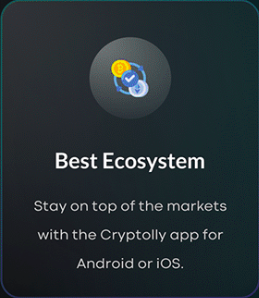 Best Ecosystem
Stay on top of the markets
with the Cryptolly app for
Android or iOS.